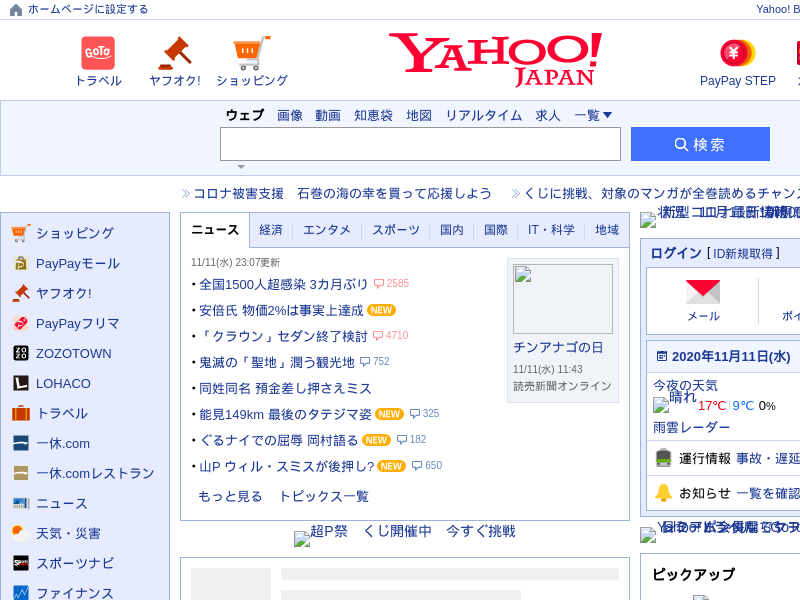 ホームページに設定する
Yahoo! B
トラベル
ヤフオク!
ショッピング
YAHOO! JAPAN
PayPay STEP
ウェブ 画像 動画 知恵袋 地図 リアルタイム 求人 一覧
検索
コロナ被害支援 石巻の海の幸を買って応援しよう
くじに挑戦、対象のマンガが全巻読めるチャン
ショッピング
PayPayモール
ヤフオク!
PayPayフリマ
ZOZOTOWN
LOHACO
トラベル
一休.com
一休.comレストラン
ニュース
天気・災害
スポーツナビ
ファイナンス
ニュース 経済 エンタメ スポーツ 国内 国際 IT・科学 地域
11/11(水) 23:07更新
全国1500人超感染 3カ月ぶり 2585
安倍氏 物価2%は事実上達成 NEW
「クラウン」セダン終了検討 4710
鬼滅の「聖地」潤う観光地 752
同姓同名 預金差し押さえミス
能見149km 最後のタテジマ姿 NEW 325
ぐるナイでの屈辱 岡村語る NEW 182
山P ウィル・スミスが後押し? NEW 650
もっと見る トピックス一覧
チンアナゴの日
11/11(水) 11:43
読売新聞オンライン
超P祭 くじ開催中 今すぐ挑戦
ログイン [ ID新規取得 ]
メール
ポイ
2020年11月11日(水)
今夜の天気
晴れ 17℃ 9℃ 0%
雨雲レーダー
運行情報 事故・遅延
お知らせ 一覧を確認
ピックアップ